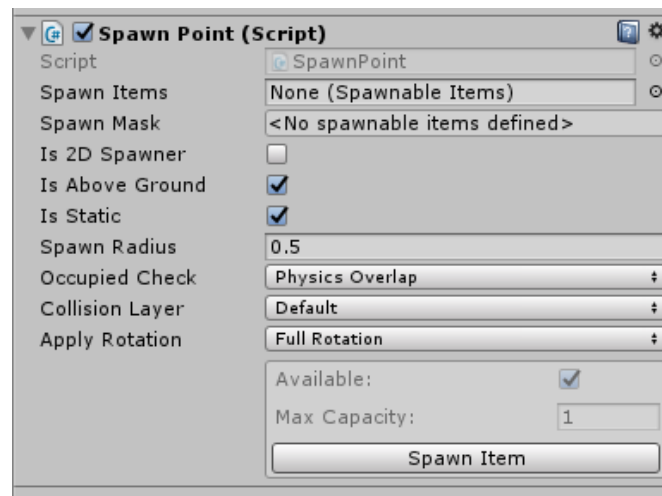 Spawn Point (Script)
Script SpawnPoint
Spawn Items None (Spawnable Items)
Spawn Mask <No spawnable items defined>
Is 2D Spawner
Is Above Ground
Is Static
Spawn Radius 0.5
Occupied Check Physics Overlap
Collision Layer Default
Apply Rotation Full Rotation
Available:
Max Capacity: 1
Spawn Item